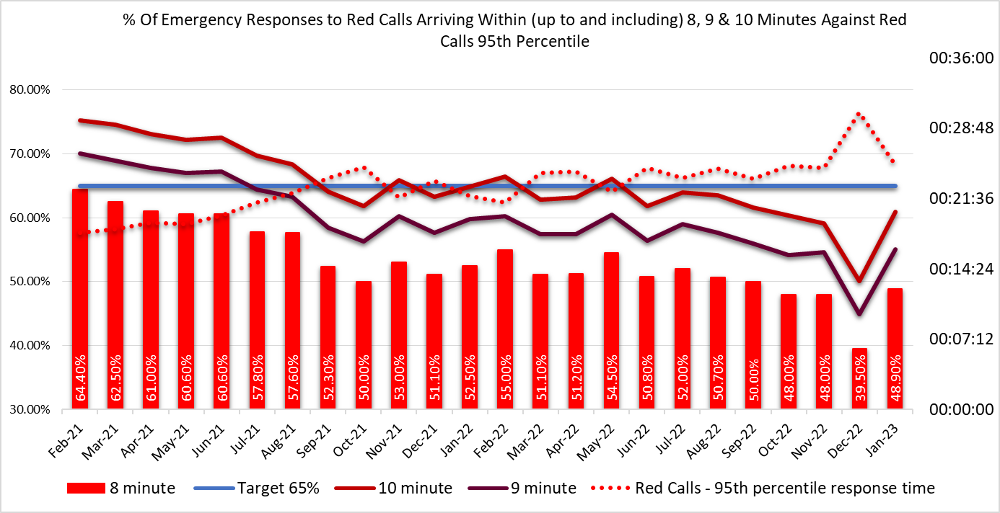 % Of Emergency Responses to Red Calls Arriving Within (up to and including) 8, 9 & 10 Minutes Against Red
Calls 95th Percentile
80.00%
70.00%
60.00%
50.00%
40.00%
30.00%
00:36:00
00:28:48
00:21:36
00:14:24
00:07:12
00:00:00
64.40%
62.50%
61.00%
60.60%
60.60%
57.80%
57.60%
52.30%
50.00%
53.00%
51.10%
52.50%
55.00%
51.10%
51.20%
54.50%
50.80%
52.00%
50.70%
50.00%
48.00%
48.00%
39.50%
48.90%
Feb-21
Mar-21
Apr-21
May-21
Jun-21
Jul-21
Aug-21
Sep-21
Oct-21
Nov-21
Dec-21
Jan-22
Feb-22
Mar-22
Apr-22
May-22
Jun-22
Jul-22
Aug-22
Sep-22
Oct-22
Nov-22
Dec-22
Jan-23
8 minute
Target 65%
10 minute
9 minute
Red Calls - 95th percentile response time